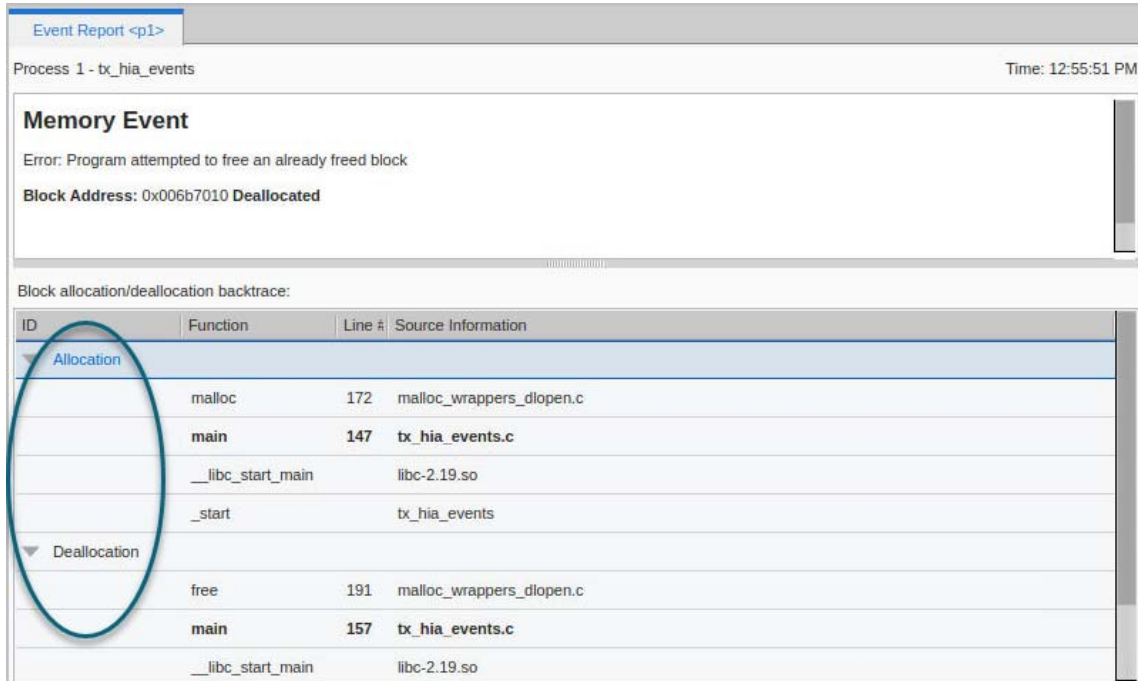 Event Report <p1>
Process 1 - tx_hia_events Time: 12:55:51 PM
Memory Event
Error: Program attempted to free an already freed block
Block Address: 0x006b7010 Deallocated
Block allocation/deallocation backtrace:
ID Function Line # Source Information
Allocation
malloc 172 malloc_wrappers_dlopen.c
main 147 tx_hia_events.c
__libc_start_main libc-2.19.so
_start tx_hia_events
Deallocation
free 191 malloc_wrappers_dlopen.c
main 157 tx_hia_events.c
__libc_start_main libc-2.19.so